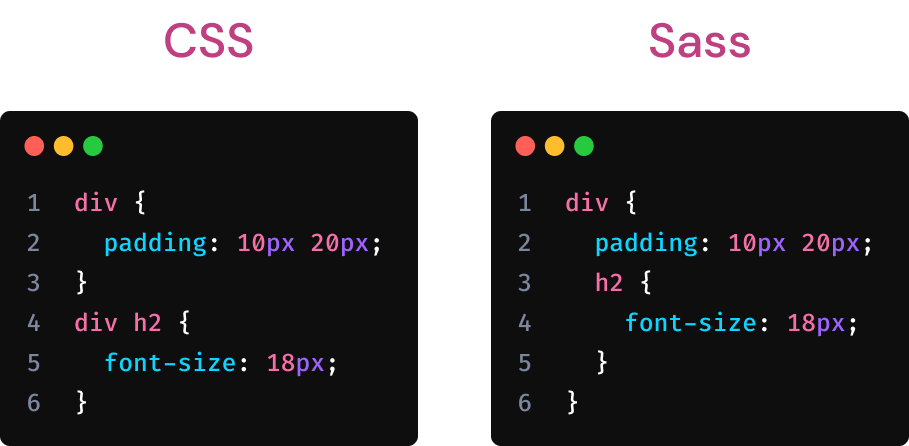 CSS
1 div {
2   padding: 10px 20px;
3 }
4 div h2 {
5   font-size: 18px;
6 }
Sass
1 div {
2   padding: 10px 20px;
3   h2 {
4     font-size: 18px;
5   }
6 }